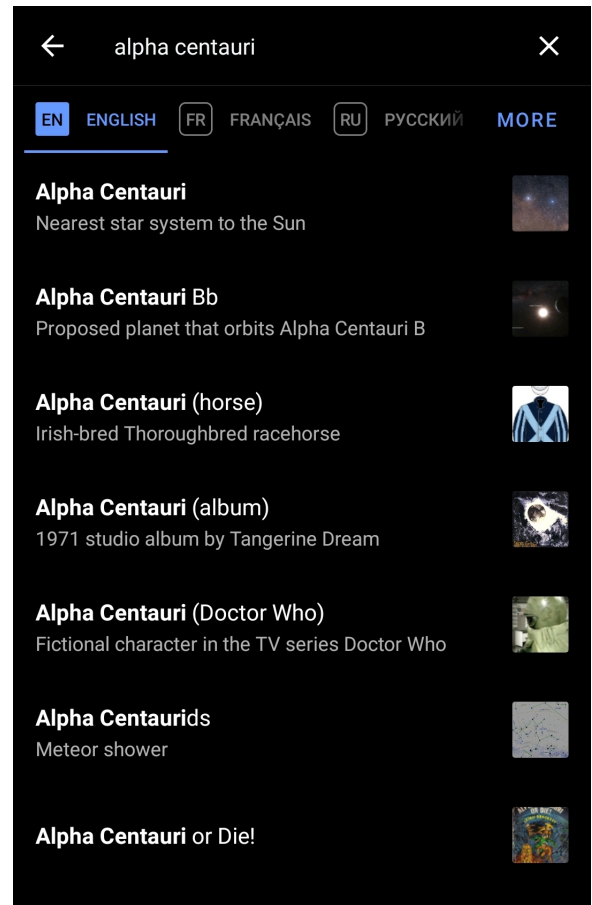 alpha centauri
EN ENGLISH FR FRANÇAIS RU РУССКИЙ MORE
Alpha Centauri
Nearest star system to the Sun
Alpha Centauri Bb
Proposed planet that orbits Alpha Centauri B
Alpha Centauri (horse)
Irish-bred Thoroughbred racehorse
Alpha Centauri (album)
1971 studio album by Tangerine Dream
Alpha Centauri (Doctor Who)
Fictional character in the TV series Doctor Who
Alpha Centaurids
Meteor shower
Alpha Centauri or Die!